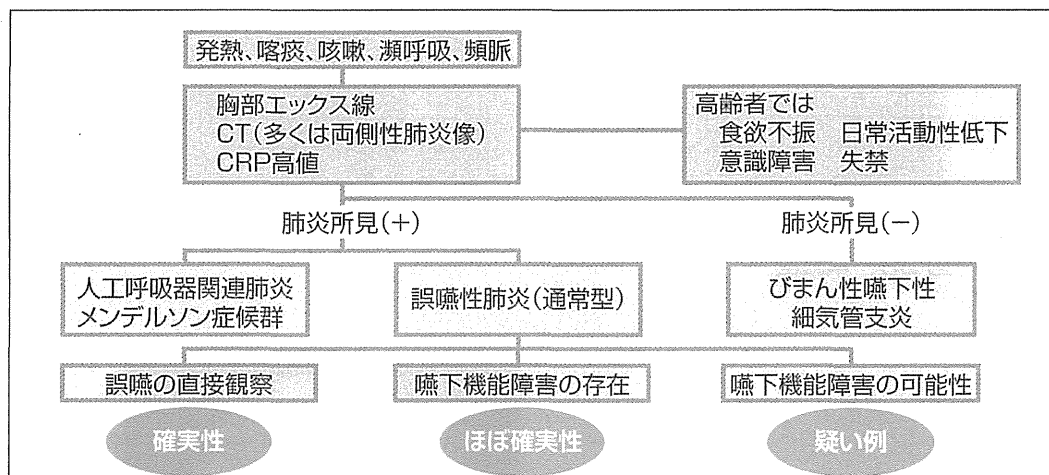 発熱、喀痰、咳嗽、瀕呼吸、頻脈
胸部エックス線
CT(多くは両側性肺炎像)
CRP高値
高齢者では
食欲不振 日常活動性低下
意識障害 失禁
肺炎所見(+)
肺炎所見(−)
人工呼吸器関連肺炎
メンデルソン症候群
誤嚥性肺炎(通常型)
びまん性嚥下性
細気管支炎
誤嚥の直接観察
嚥下機能障害の存在
嚥下機能障害の可能性
確実性
ほぼ確実性
疑い例